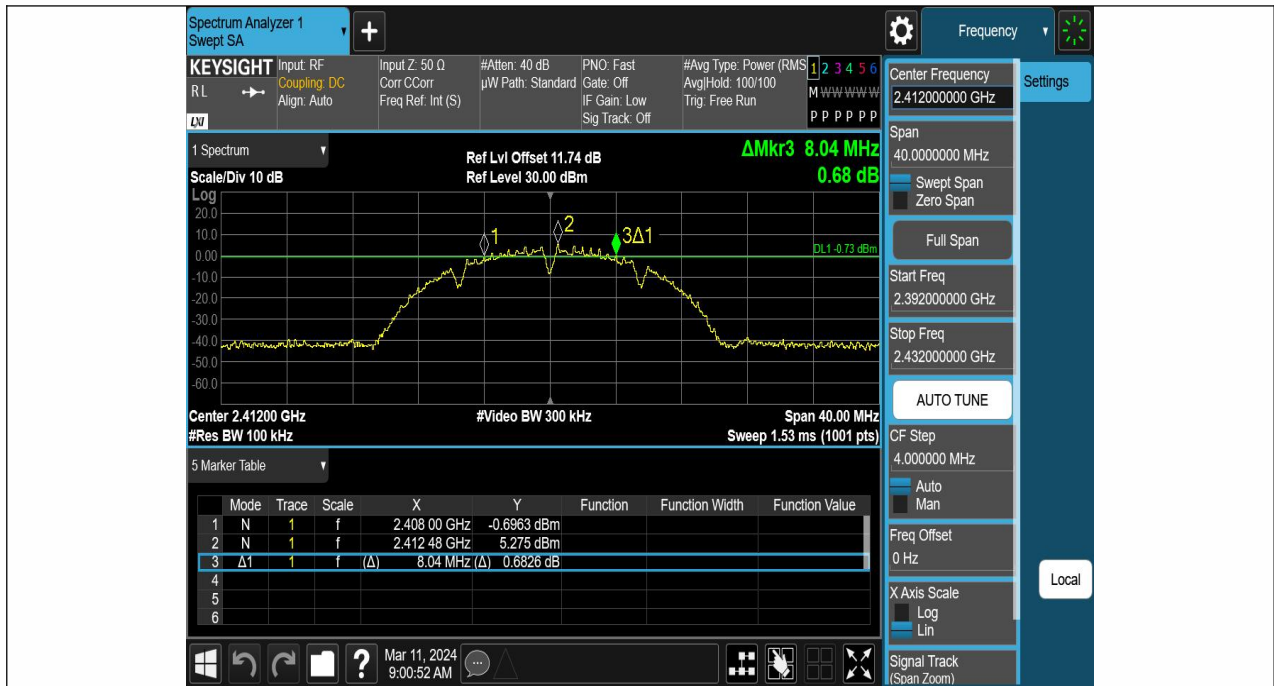 Spectrum Analyzer 1
Swept SA
+
Frequency
KEYSIGHT
RL
LXI
Input: RF
Coupling: DC
Align: Auto
Input Z: 50 Ω
Corr CCorr
Freq Ref: Int (S)
#Atten: 40 dB
µW Path: Standard
PNO: Fast
Gate: Off
IF Gain: Low
Sig Track: Off
#Avg Type: Power (RMS
Avg|Hold: 100/100
Trig: Free Run
1 2 3 4 5 6
M W W W W W
P P P P P P
1 Spectrum
Scale/Div 10 dB
Ref Lvl Offset 11.74 dB
Ref Level 30.00 dBm
ΔMkr3 8.04 MHz
0.68 dB
Log
20.0
10.0
0.00
-10.0
-20.0
-30.0
-40.0
-50.0
-60.0
1
2
3Δ1
DL1 -0.73 dBm
Center 2.41200 GHz
#Video BW 300 kHz
Span 40.00 MHz
#Res BW 100 kHz
Sweep 1.53 ms (1001 pts)
5 Marker Table
Mode Trace Scale X Y Function Function Width Function Value
1 N 1 f 2.408 00 GHz -0.6963 dBm
2 N 1 f 2.412 48 GHz 5.275 dBm
3 Δ1 1 f (Δ) 8.04 MHz (Δ) 0.6826 dB
4
5
6
?
Mar 11, 2024
9:00:52 AM
Center Frequency
2.412000000 GHz
Settings
Span
40.0000000 MHz
Swept Span
Zero Span
Full Span
Start Freq
2.392000000 GHz
Stop Freq
2.432000000 GHz
AUTO TUNE
CF Step
4.000000 MHz
Auto
Man
Freq Offset
0 Hz
Local
X Axis Scale
Log
Lin
Signal Track
(Span Zoom)